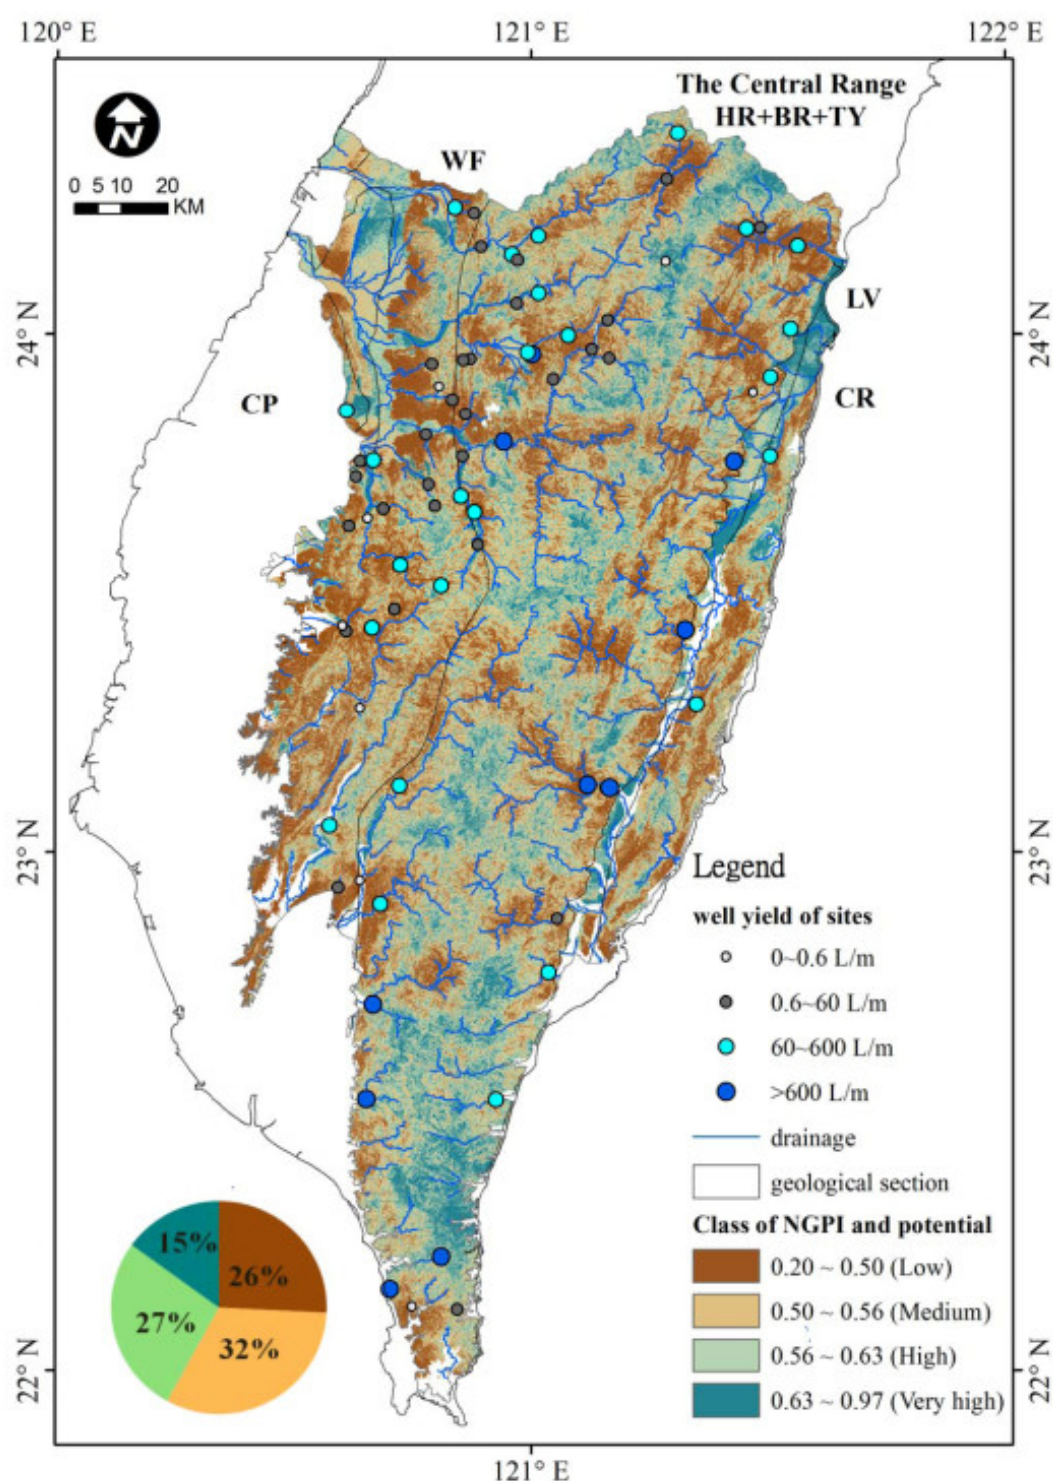 120° E
121° E
122° E
The Central Range
HR+BR+TY
WF
N
0 5 10 20
KM
LV
24° N
24° N
CP
CR
23° N
23° N
Legend
well yield of sites
0~0.6 L/m
0.6~60 L/m
60~600 L/m
>600 L/m
drainage
geological section
Class of NGPI and potential
0.20 ~ 0.50 (Low)
0.50 ~ 0.56 (Medium)
0.56 ~ 0.63 (High)
0.63 ~ 0.97 (Very high)
15%
26%
27%
32%
22° N
22° N
121° E